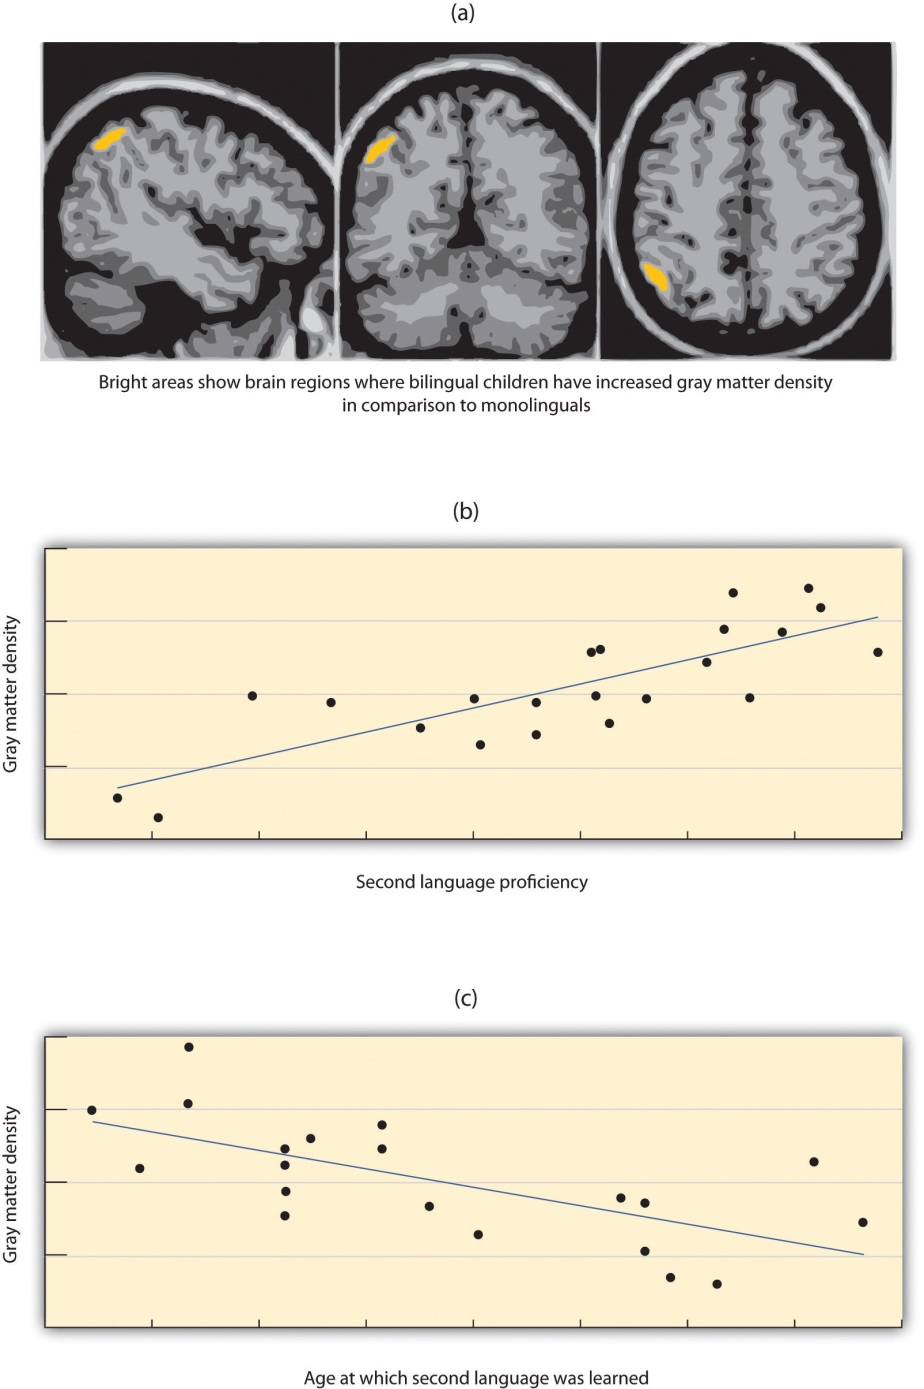 (a)
Bright areas show brain regions where bilingual children have increased gray matter density
in comparison to monolinguals
(b)
Gray matter density
Second language proficiency
(c)
Gray matter density
Age at which second language was learned